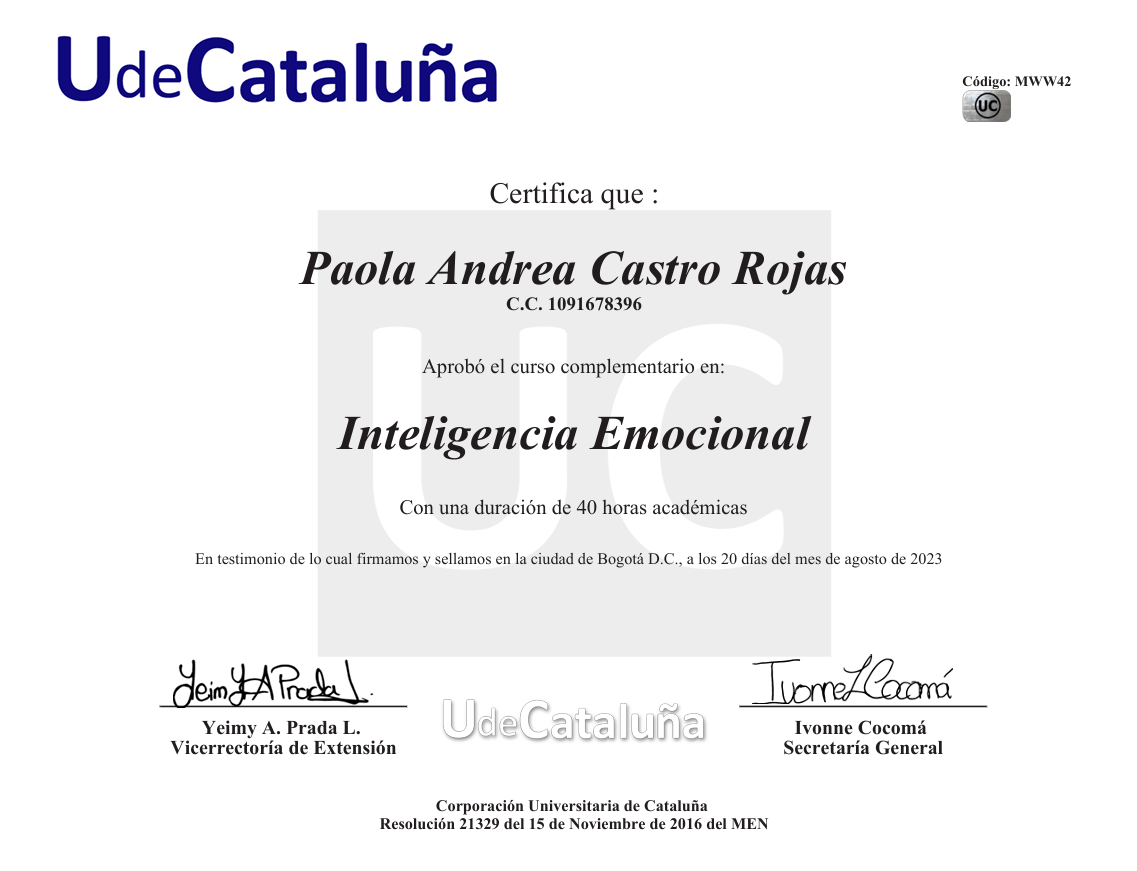 UdeCataluña
Código: MWW42
UC
Certifica que :
Paola Andrea Castro Rojas
C.C. 1091678396
UC
Aprobó el curso complementario en:
Inteligencia Emocional
Con una duración de 40 horas académicas
En testimonio de lo cual firmamos y sellamos en la ciudad de Bogotá D.C., a los 20 días del mes de agosto de 2023
Yeim Y A Prada L.
Ivonne L Cocomá
UdeCataluña
Yeimy A. Prada L.
Vicerrectoría de Extensión
Ivonne Cocomá
Secretaría General
Corporación Universitaria de Cataluña
Resolución 21329 del 15 de Noviembre de 2016 del MEN